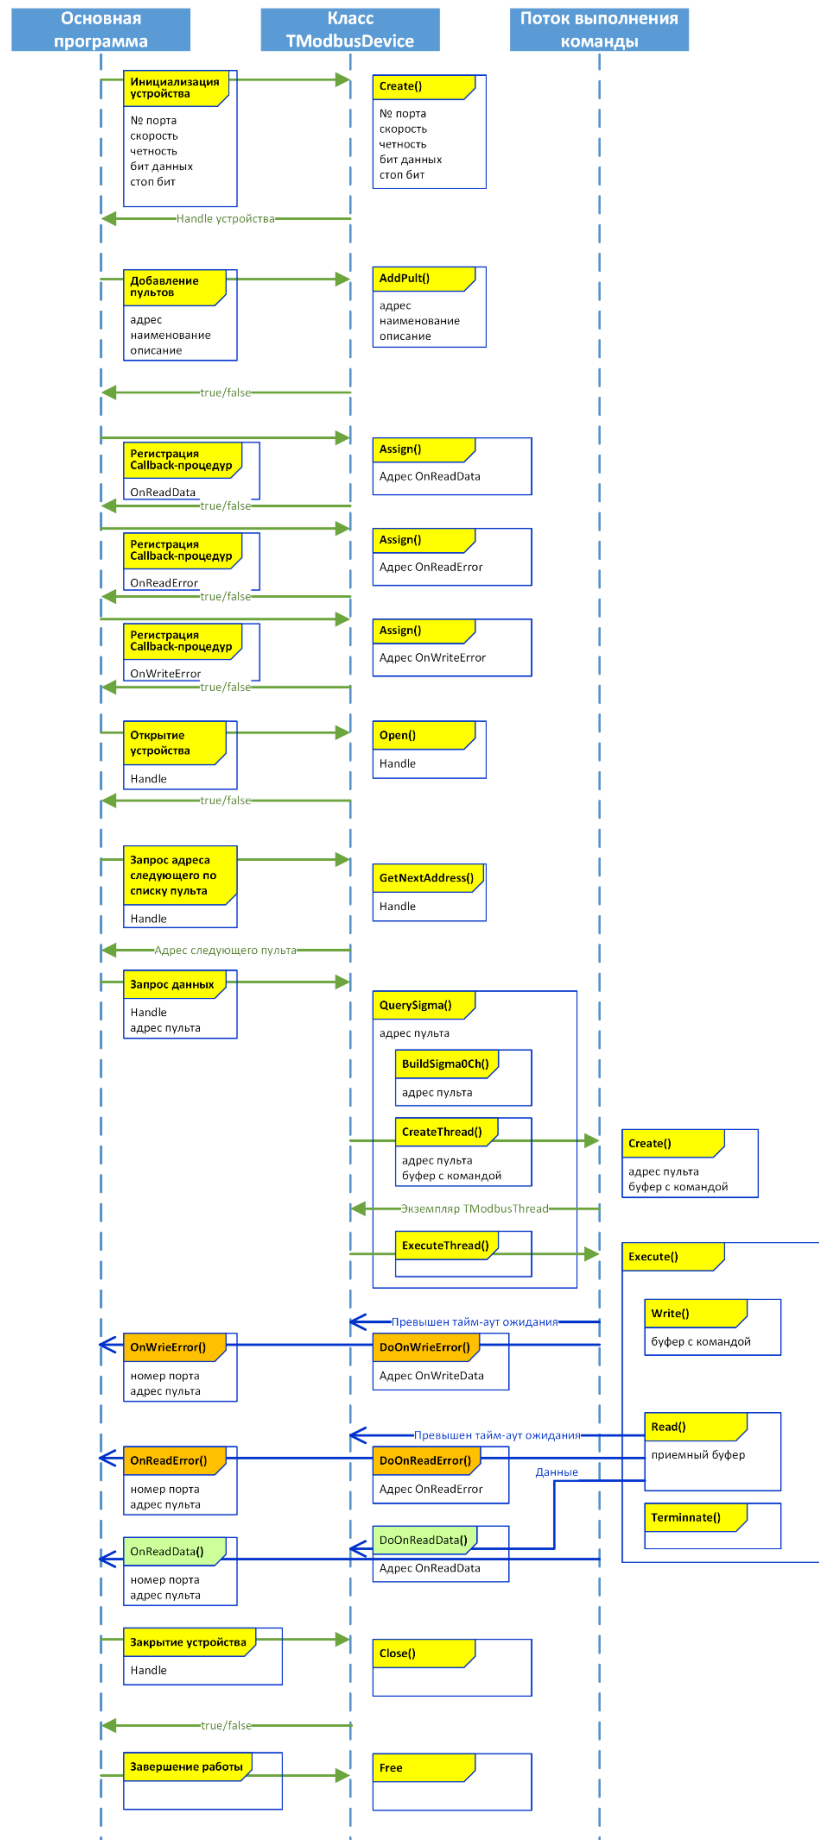 Основная
программа
Класс
TModbusDevice
Поток выполнения
команды
Инициализация
устройства
№ порта
скорость
четность
бит данных
стоп бит
Create()
№ порта
скорость
четность
бит данных
стоп бит
Handle устройства
Добавление
пультов
адрес
наименование
описание
AddPult()
адрес
наименование
описание
true/false
Регистрация
Callback-процедур
OnReadData
Assign()
Адрес OnReadData
true/false
Регистрация
Callback-процедур
OnReadError
Assign()
Адрес OnReadError
true/false
Регистрация
Callback-процедур
OnWriteError
Assign()
Адрес OnWriteError
true/false
Открытие
устройства
Handle
Open()
Handle
true/false
Запрос адреса
следующего по
списку пульта
Handle
GetNextAddress()
Handle
Адрес следующего пульта
Запрос данных
Handle
адрес пульта
QuerySigma()
адрес пульта
BuildSigma0Ch()
адрес пульта
CreateThread()
адрес пульта
буфер с командой
Create()
адрес пульта
буфер с командой
Экземпляр TModbusThread
ExecuteThread()
Execute()
Write()
буфер с командой
Превышен тайм-аут ожидания
OnWrieError()
номер порта
адрес пульта
DoOnWrieError()
Адрес OnWriteData
Read()
приемный буфер
Превышен тайм-аут ожидания
OnReadError()
номер порта
адрес пульта
DoOnReadError()
Адрес OnReadError
Данные
Terminnate()
OnReadData()
номер порта
адрес пульта
DoOnReadData()
Адрес OnReadData
Закрытие устройства
Handle
Close()
true/false
Завершение работы
Free